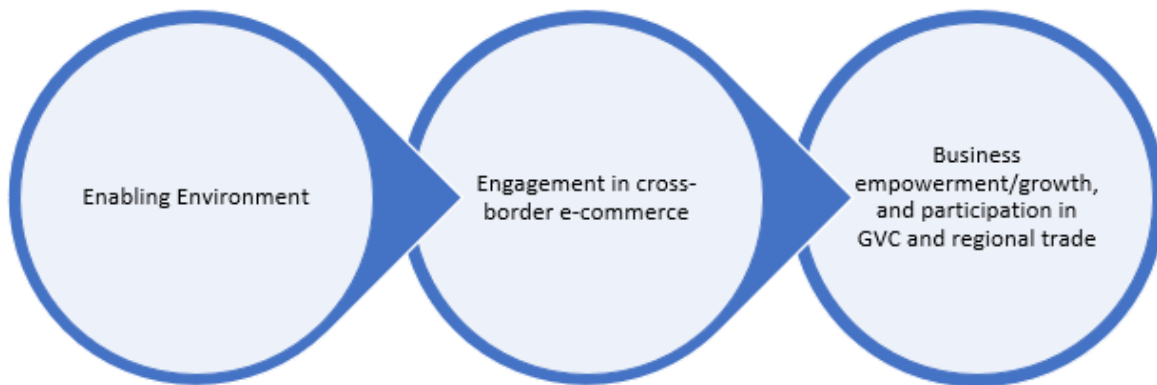 Enabling Environment
Engagement in cross-
border e-commerce
Business
empowerment/growth,
and participation in
GVC and regional trade